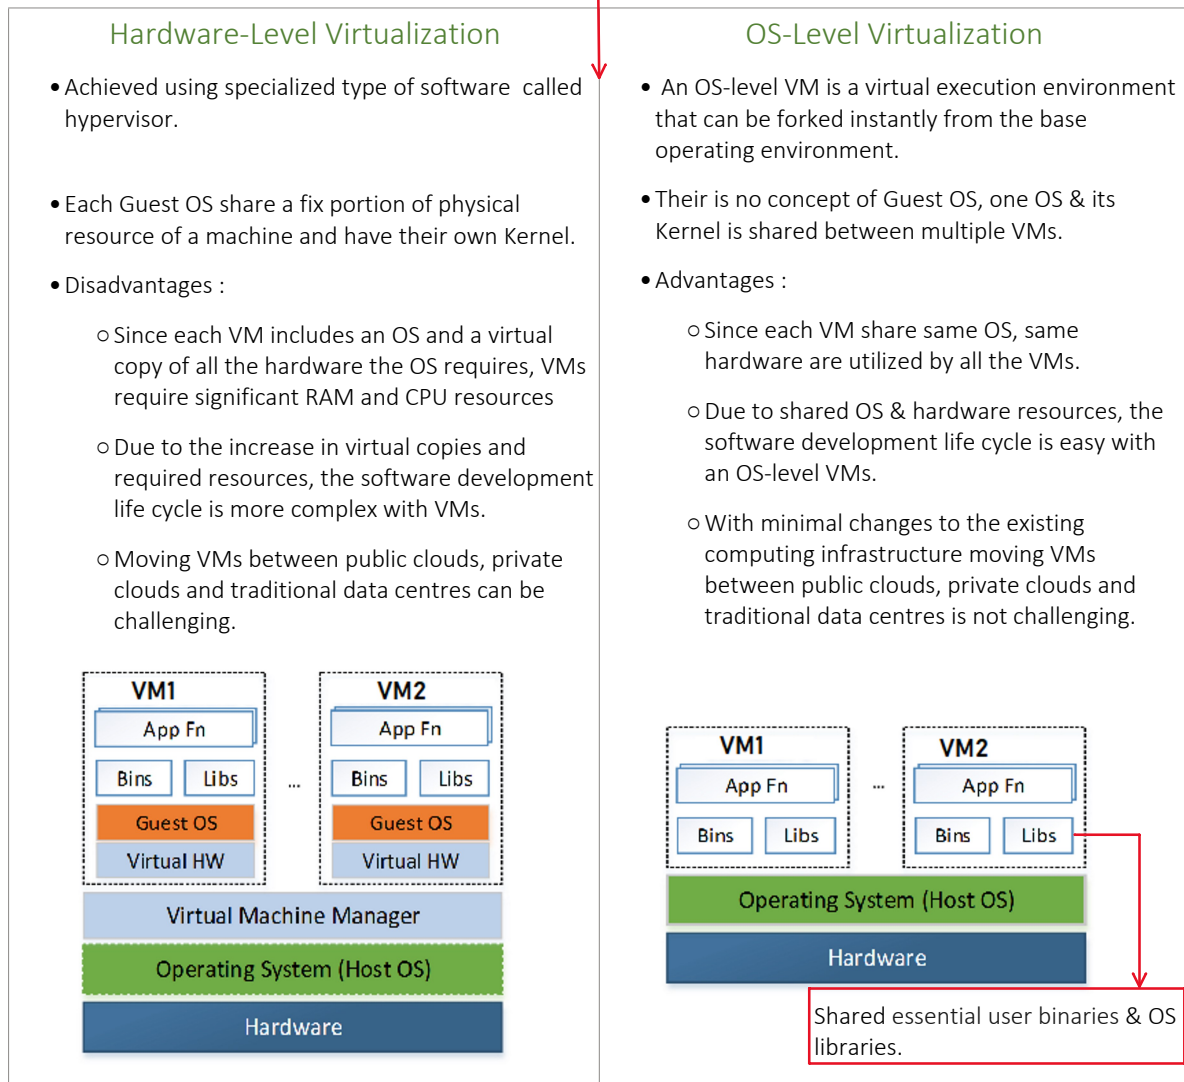 Hardware-Level Virtualization
• Achieved using specialized type of software called
hypervisor.
• Each Guest OS share a fix portion of physical
resource of a machine and have their own Kernel.
• Disadvantages :
○ Since each VM includes an OS and a virtual
copy of all the hardware the OS requires, VMs
require significant RAM and CPU resources
○ Due to the increase in virtual copies and
required resources, the software development
life cycle is more complex with VMs.
○ Moving VMs between public clouds, private
clouds and traditional data centres can be
challenging.
VM1
App Fn
Bins Libs
Guest OS
Virtual HW
...
VM2
App Fn
Bins Libs
Guest OS
Virtual HW
Virtual Machine Manager
Operating System (Host OS)
Hardware
OS-Level Virtualization
• An OS-level VM is a virtual execution environment
that can be forked instantly from the base
operating environment.
• Their is no concept of Guest OS, one OS & its
Kernel is shared between multiple VMs.
• Advantages :
○ Since each VM share same OS, same
hardware are utilized by all the VMs.
○ Due to shared OS & hardware resources, the
software development life cycle is easy with
an OS-level VMs.
○ With minimal changes to the existing
computing infrastructure moving VMs
between public clouds, private clouds and
traditional data centres is not challenging.
VM1
App Fn
Bins Libs
...
VM2
App Fn
Bins Libs
Operating System (Host OS)
Hardware
Shared essential user binaries & OS
libraries.